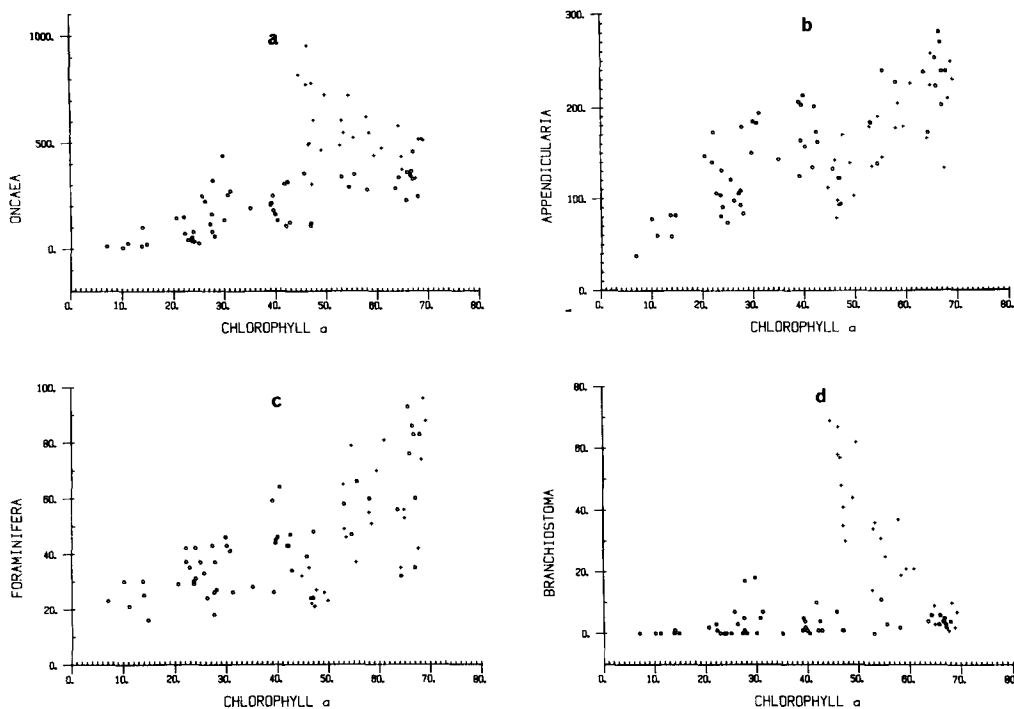 a
1000.
500.
0.
ONCAEA
0. 10. 20. 30. 40. 50. 60. 70. 80.
CHLOROPHYLL a
b
300.
200.
100.
0.
APPENDICULARIA
0. 10. 20. 30. 40. 50. 60. 70. 80.
CHLOROPHYLL a
c
100.
80.
60.
40.
20.
0.
FORAMINIFERA
0. 10. 20. 30. 40. 50. 60. 70. 80.
CHLOROPHYLL a
d
80.
60.
40.
20.
0.
BRANCHIOSTOMA
0. 10. 20. 30. 40. 50. 60. 70. 80
CHLOROPHYLL a